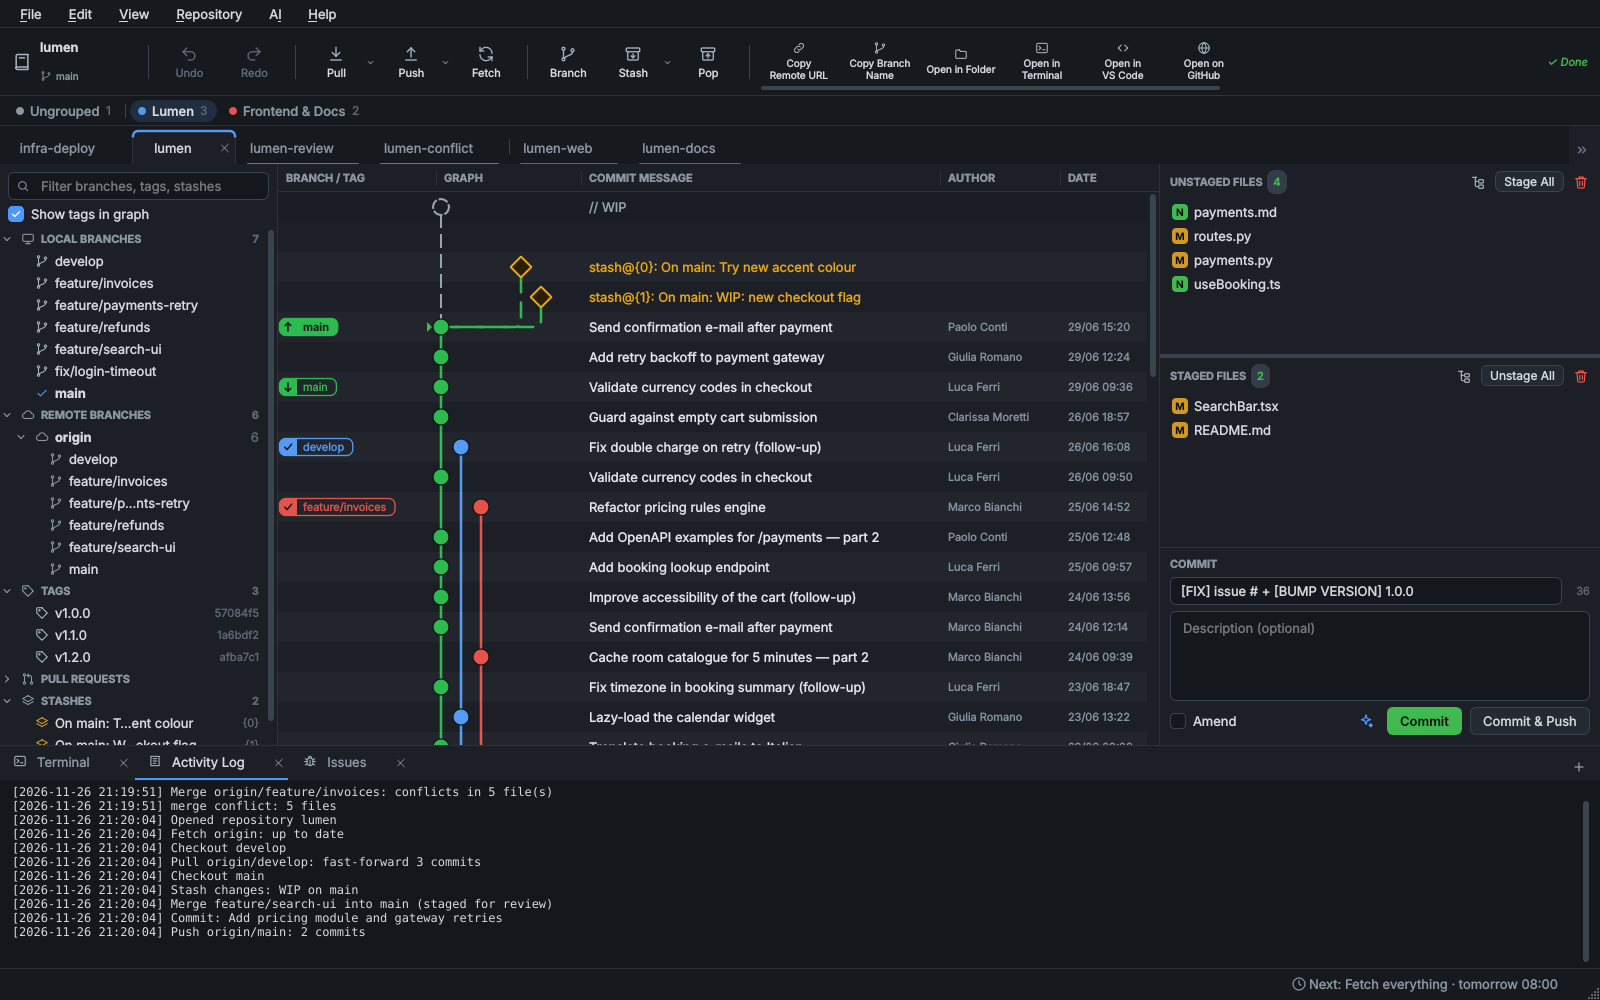 File Edit View Repository AI Help
lumen
main
Undo Redo Pull Push Fetch Branch Stash Pop
Copy Remote URL
Copy Branch Name
Open in Folder
Open in Terminal
Open in VS Code
Open on GitHub
Done
Ungrouped 1 Lumen 3 Frontend & Docs 2
infra-deploy lumen lumen-review lumen-conflict lumen-web lumen-docs
Filter branches, tags, stashes
Show tags in graph
LOCAL BRANCHES 7
develop
feature/invoices
feature/payments-retry
feature/refunds
feature/search-ui
fix/login-timeout
main
REMOTE BRANCHES 6
origin 6
develop
feature/invoices
feature/p...nts-retry
feature/refunds
feature/search-ui
main
TAGS 3
v1.0.0 57084f5
v1.1.0 1a6bdf2
v1.2.0 afba7c1
PULL REQUESTS
STASHES 2
On main: T...ent colour {0}
On main: W...ckout flag {1}
BRANCH / TAG GRAPH COMMIT MESSAGE AUTHOR DATE
// WIP
stash@{0}: On main: Try new accent colour
stash@{1}: On main: WIP: new checkout flag
main Send confirmation e-mail after payment Paolo Conti 29/06 15:20
Add retry backoff to payment gateway Giulia Romano 29/06 12:24
main Validate currency codes in checkout Luca Ferri 29/06 09:36
Guard against empty cart submission Clarissa Moretti 26/06 18:57
develop Fix double charge on retry (follow-up) Luca Ferri 26/06 16:08
Validate currency codes in checkout Luca Ferri 26/06 09:50
feature/invoices Refactor pricing rules engine Marco Bianchi 25/06 14:52
Add OpenAPI examples for /payments — part 2 Paolo Conti 25/06 12:48
Add booking lookup endpoint Luca Ferri 25/06 09:57
Improve accessibility of the cart (follow-up) Marco Bianchi 24/06 13:56
Send confirmation e-mail after payment Marco Bianchi 24/06 12:14
Cache room catalogue for 5 minutes — part 2 Marco Bianchi 24/06 09:39
Fix timezone in booking summary (follow-up) Luca Ferri 23/06 18:47
Lazy-load the calendar widget Giulia Romano 23/06 13:22
UNSTAGED FILES 4 Stage All
N payments.md
M routes.py
M payments.py
N useBooking.ts
STAGED FILES 2 Unstage All
M SearchBar.tsx
M README.md
COMMIT
[FIX] issue # + [BUMP VERSION] 1.0.0 36
Description (optional)
Amend Commit Commit & Push
Terminal Activity Log Issues
[2026-11-26 21:19:51] Merge origin/feature/invoices: conflicts in 5 file(s)
[2026-11-26 21:19:51] merge conflict: 5 files
[2026-11-26 21:20:04] Opened repository lumen
[2026-11-26 21:20:04] Fetch origin: up to date
[2026-11-26 21:20:04] Checkout develop
[2026-11-26 21:20:04] Pull origin/develop: fast-forward 3 commits
[2026-11-26 21:20:04] Checkout main
[2026-11-26 21:20:04] Stash changes: WIP on main
[2026-11-26 21:20:04] Merge feature/search-ui into main (staged for review)
[2026-11-26 21:20:04] Commit: Add pricing module and gateway retries
[2026-11-26 21:20:04] Push origin/main: 2 commits
Next: Fetch everything · tomorrow 08:00